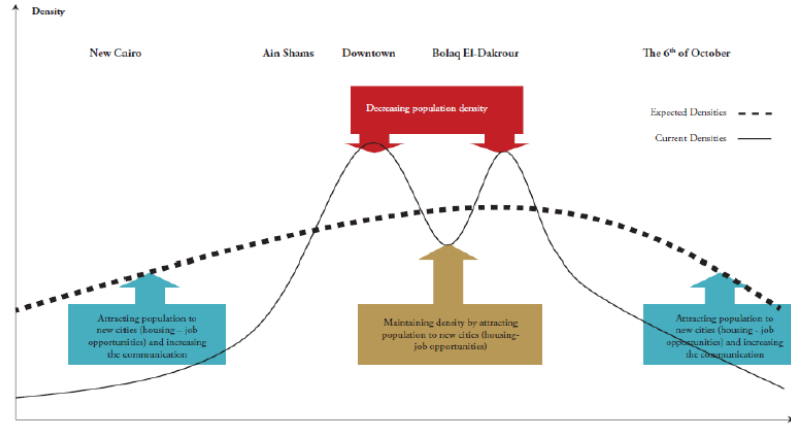 Density
New Cairo
Ain Shams
Downtown
Bolaq El-Dakrour
The 6th of October
Decreasing population density
Expected Densities
Current Densities
Attracting population to
new cities (housing – job
opportunities) and increasing
the communication
Maintaining density by attracting
population to new cities (housing-
job opportunities)
Attracting population to
new cities (housing - job
opportunities) and increasing
the communication